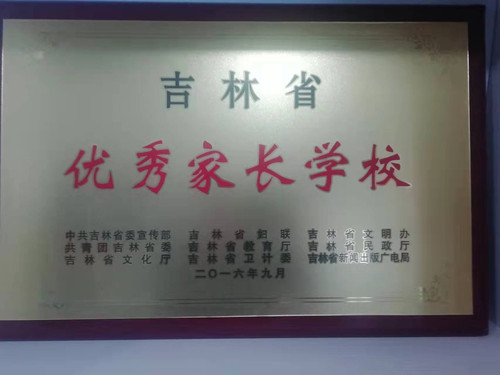 吉林省
优秀家长学校
中共吉林省委宣传部 吉林省妇联 吉林省文明办
共青团吉林省委 吉林省教育厅 吉林省民政厅
吉林省文化厅 吉林省卫计委 吉林省新闻出版广电局
二〇一六年九月